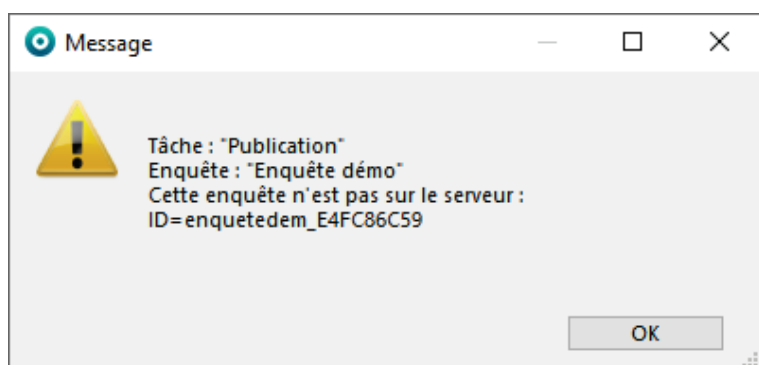 Message
Tâche : "Publication"
Enquête : "Enquête démo"
Cette enquête n'est pas sur le serveur :
ID=enquetedem_E4FC86C59
OK